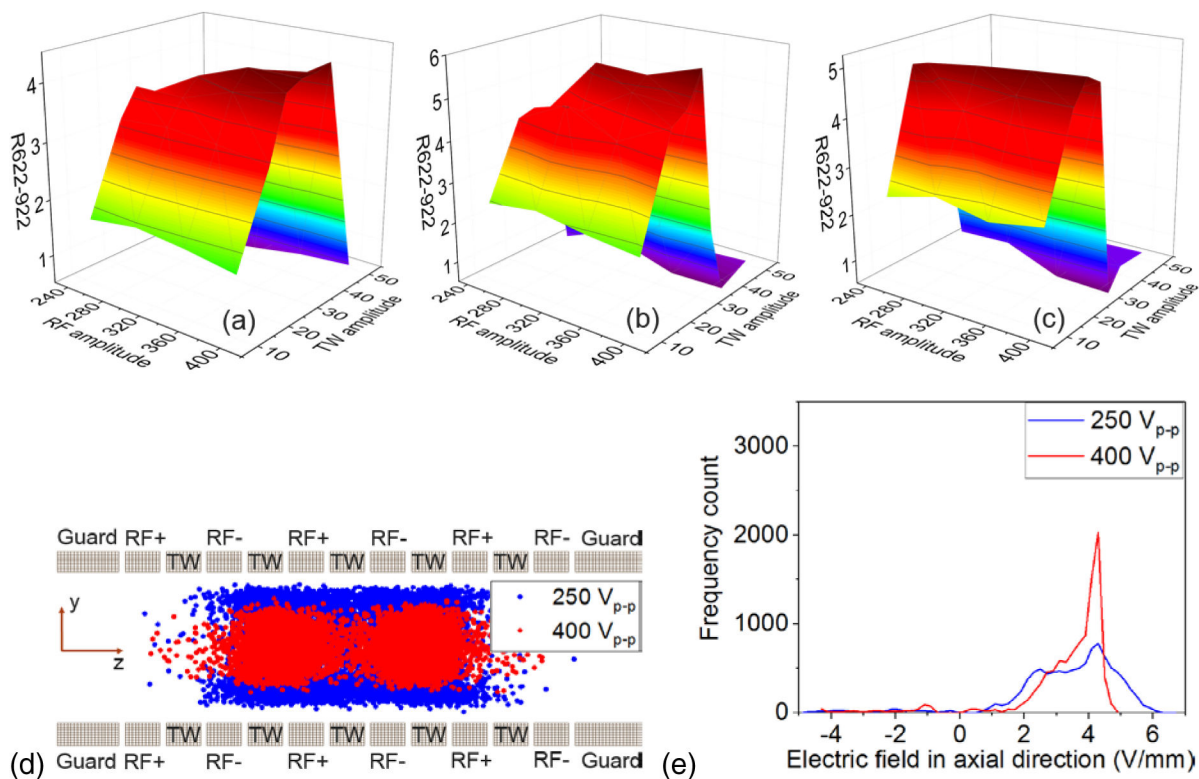 4
3
2
1
R622-922
240
280
320
360
400
RF amplitude
10
20
30
40
50
TW amplitude
(a)
6
5
4
3
2
1
R622-922
240
280
320
360
400
RF amplitude
10
20
30
40
50
TW amplitude
(b)
5
4
3
2
1
R622-922
240
280
320
360
400
RF amplitude
10
20
30
40
50
TW amplitude
(c)
Guard RF+ RF- RF+ RF- RF+ RF- Guard
TW TW TW TW TW
250 Vp-p
400 Vp-p
y
z
TW TW TW TW TW
Guard RF+ RF- RF+ RF- RF+ RF- Guard
(d)
250 Vp-p
400 Vp-p
3000
2000
1000
0
Frequency count
-4 -2 0 2 4 6
Electric field in axial direction (V/mm)
(e)